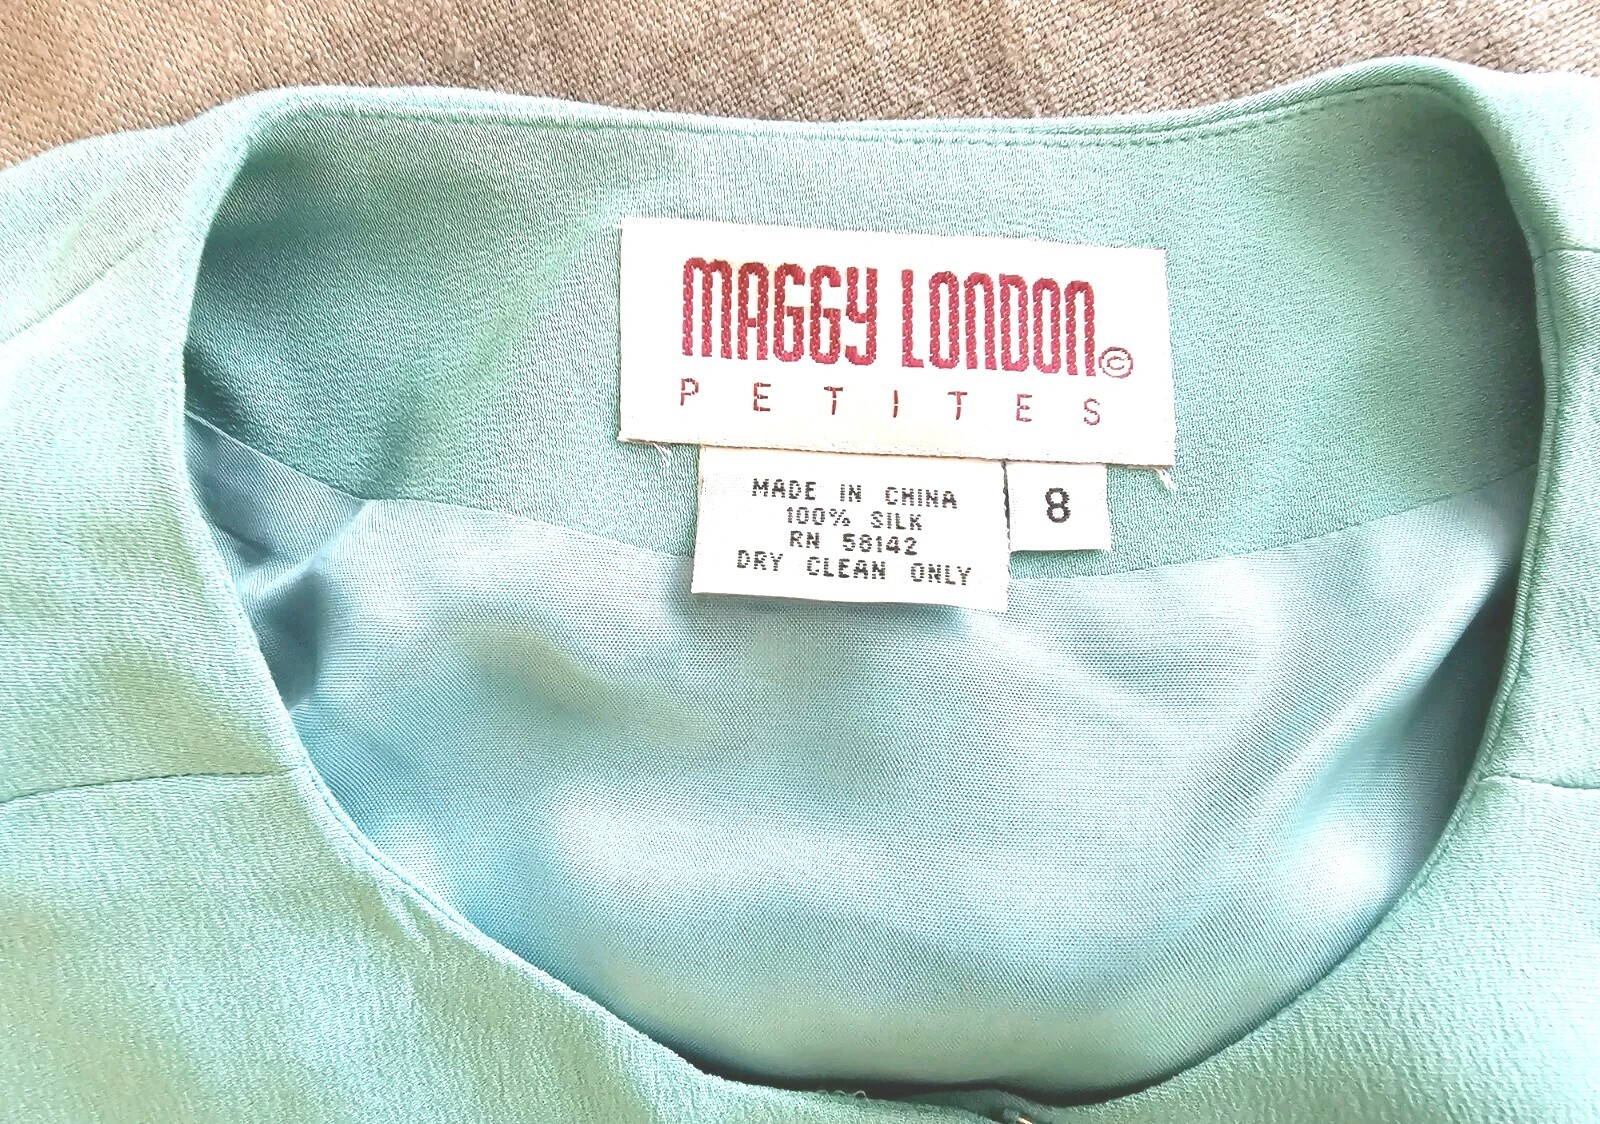 MAGGY LONDON©
PETITES
MADE IN CHINA
100% SILK
RN 58142
DRY CLEAN ONLY
8